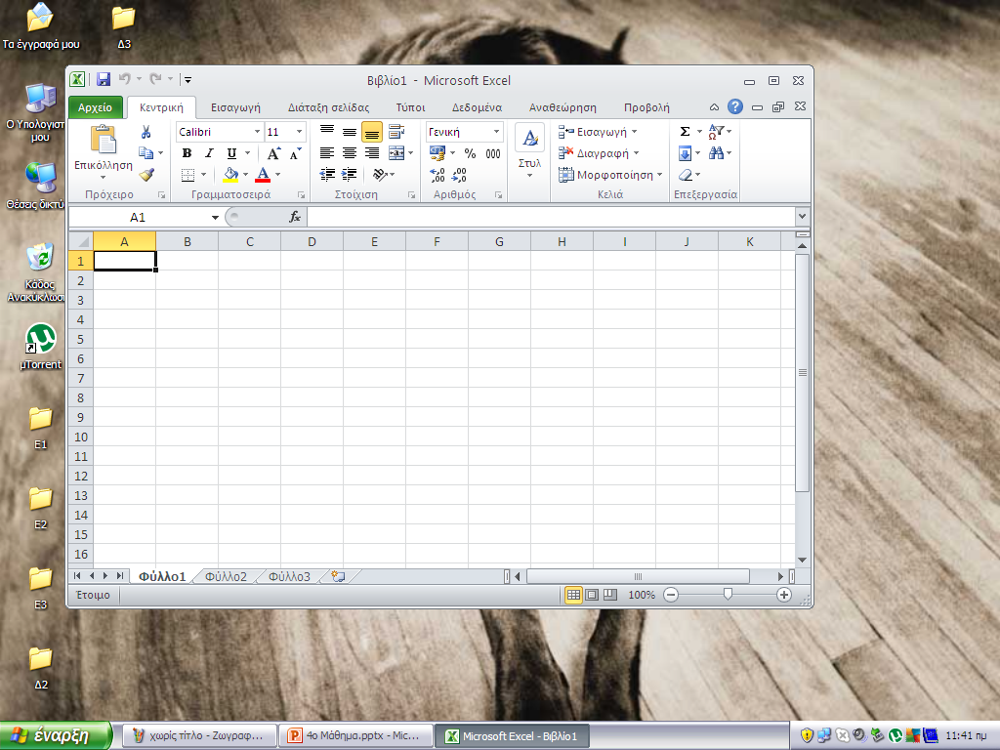 Τα έγγραφά μου
Δ3
Ο Υπολογιστ
μου
Θέσεις δικτύ
Κάδος
Ανακύκλωσ
μTorrent
E1
E2
E3
Δ2
Βιβλίο1 - Microsoft Excel
Αρχείο Κεντρική Εισαγωγή Διάταξη σελίδας Τύποι Δεδομένα Αναθεώρηση Προβολή
Επικόλληση
Πρόχειρο
Calibri 11
B I U A A
A
Γραμματοσειρά
Στοίχιση
Γενική
% 000
,00 ,00
Αριθμός
Στυλ
Εισαγωγή
Διαγραφή
Μορφοποίηση
Κελιά
Σ
Επεξεργασία
A1 fx
A B C D E F G H I J K
1
2
3
4
5
6
7
8
9
10
11
12
13
14
15
16
Φύλλο1 Φύλλο2 Φύλλο3
Έτοιμο 100%
έναρξη χωρίς τίτλο - Ζωγραφ... 4ο Μάθημα.pptx - Mic... Microsoft Excel - Βιβλίο1 11:41 πμ